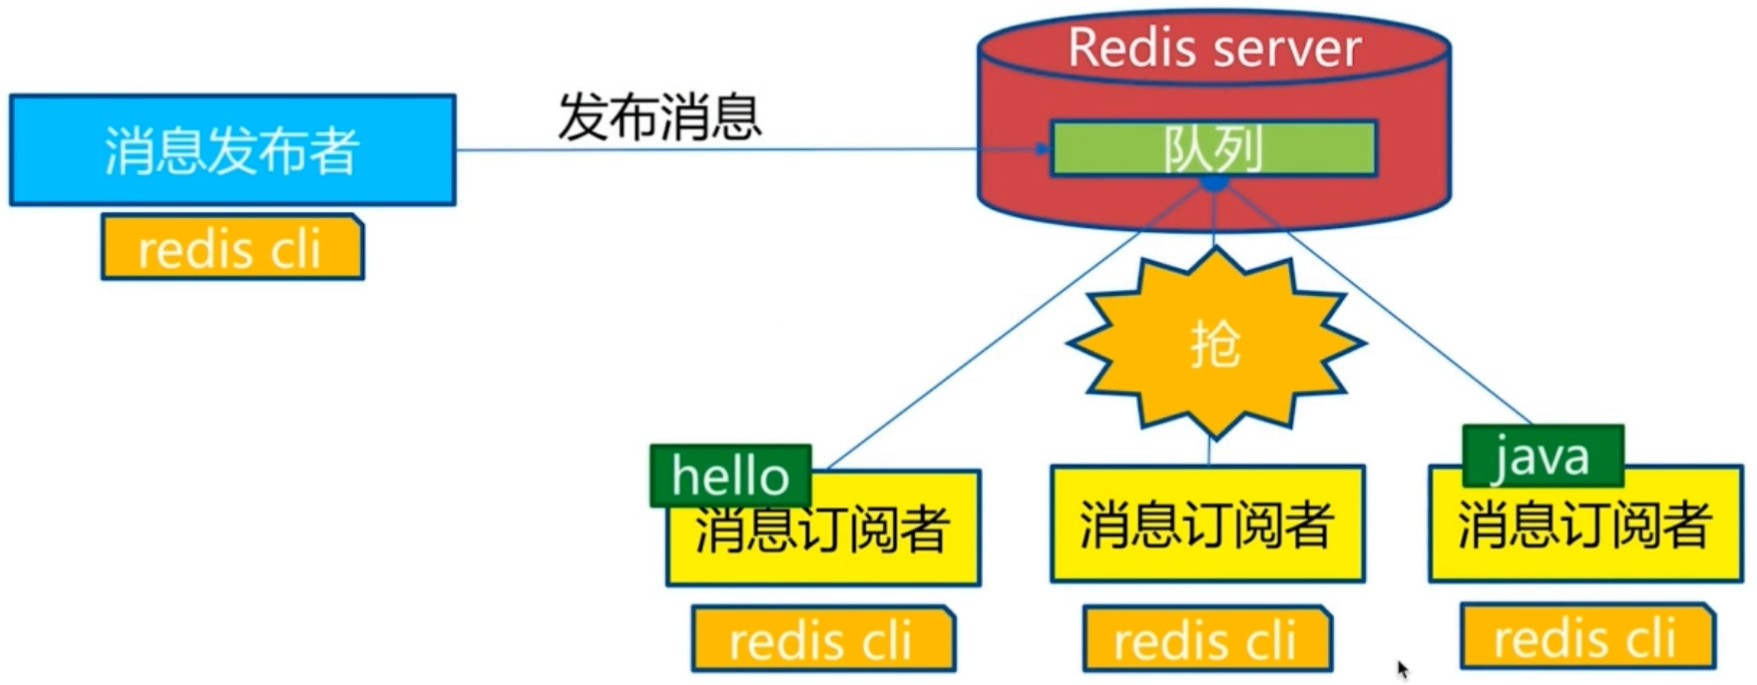 Redis server
发布消息
消息发布者
队列
redis cli
抢
hello
java
消息订阅者
消息订阅者
消息订阅者
redis cli
redis cli
redis cli